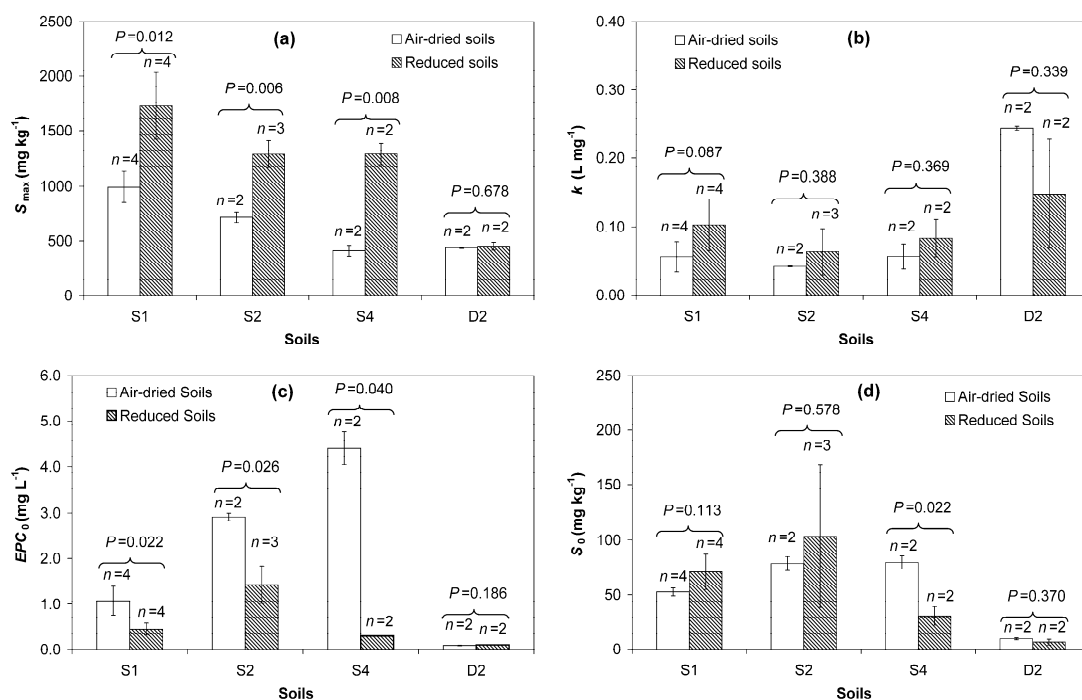 (a)
Air-dried soils
Reduced soils
2500
2000
1500
1000
500
0
S max (mg kg-1)
P=0.012
n=4
n=4
P=0.006
n=2
n=3
P=0.008
n=2
n=2
P=0.678
n=2
n=2
S1
S2
S4
D2
Soils
(b)
Air-dried soils
Reduced soils
0.40
0.30
0.20
0.10
0.00
k (L mg-1)
P=0.087
n=4
n=4
P=0.388
n=2
n=3
P=0.369
n=2
n=2
P=0.339
n=2
n=2
S1
S2
S4
D2
Soils
(c)
Air-dried Soils
Reduced Soils
6.0
5.0
4.0
3.0
2.0
1.0
0.0
EPC0 (mg L-1)
P=0.022
n=4
n=4
P=0.026
n=2
n=3
P=0.040
n=2
n=2
P=0.186
n=2
n=2
S1
S2
S4
D2
Soils
(d)
Air-dried Soils
Reduced Soils
250
200
150
100
50
0
S0 (mg kg-1)
P=0.113
n=4
n=4
P=0.578
n=2
n=3
P=0.022
n=2
n=2
P=0.370
n=2
n=2
S1
S2
S4
D2
Soils